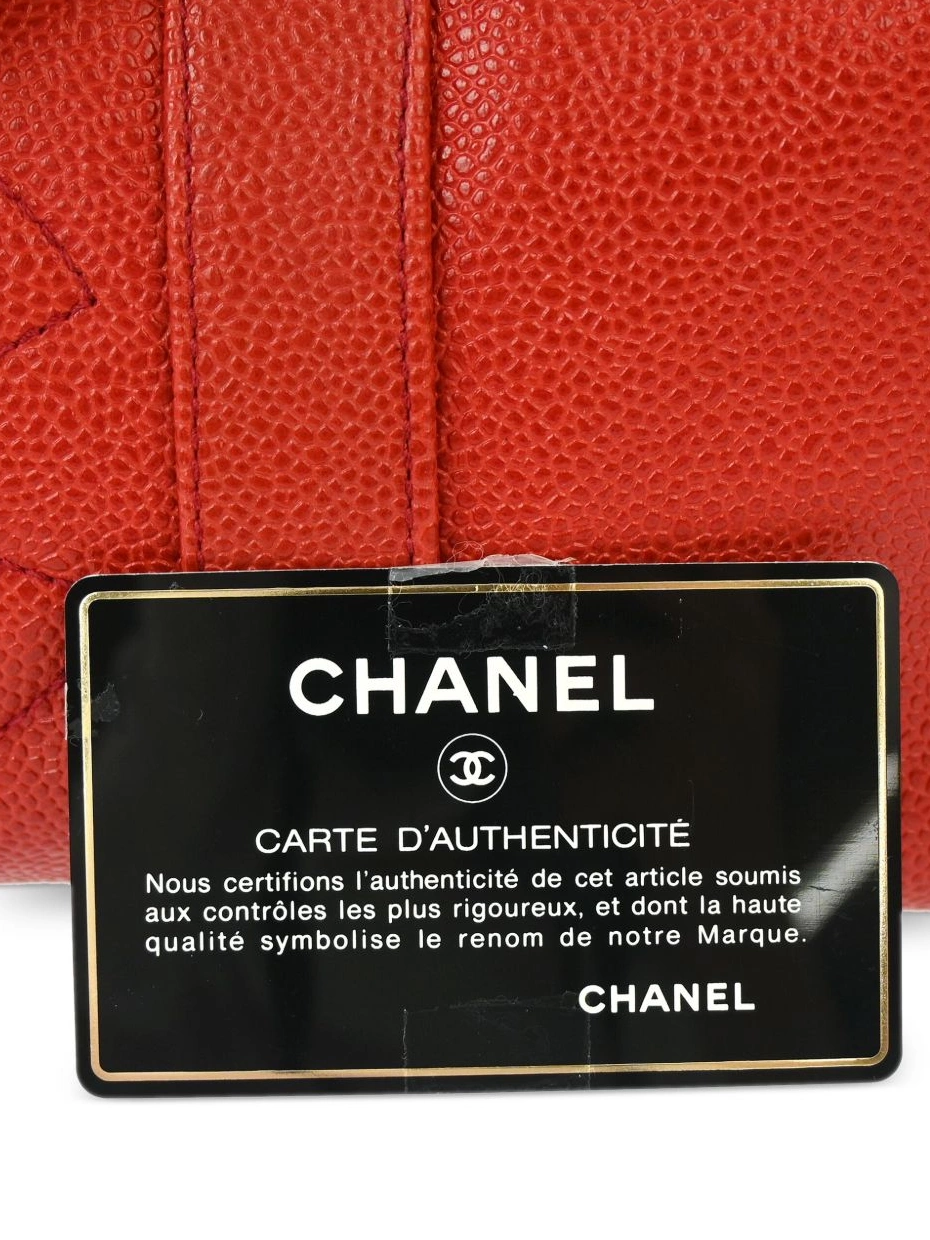 CHANEL
CARTE D'AUTHENTICITÉ
Nous certifions l'authenticité de cet article soumis
aux contrôles les plus rigoureux, et dont la haute
qualité symbolise le renom de notre Marque.
CHANEL